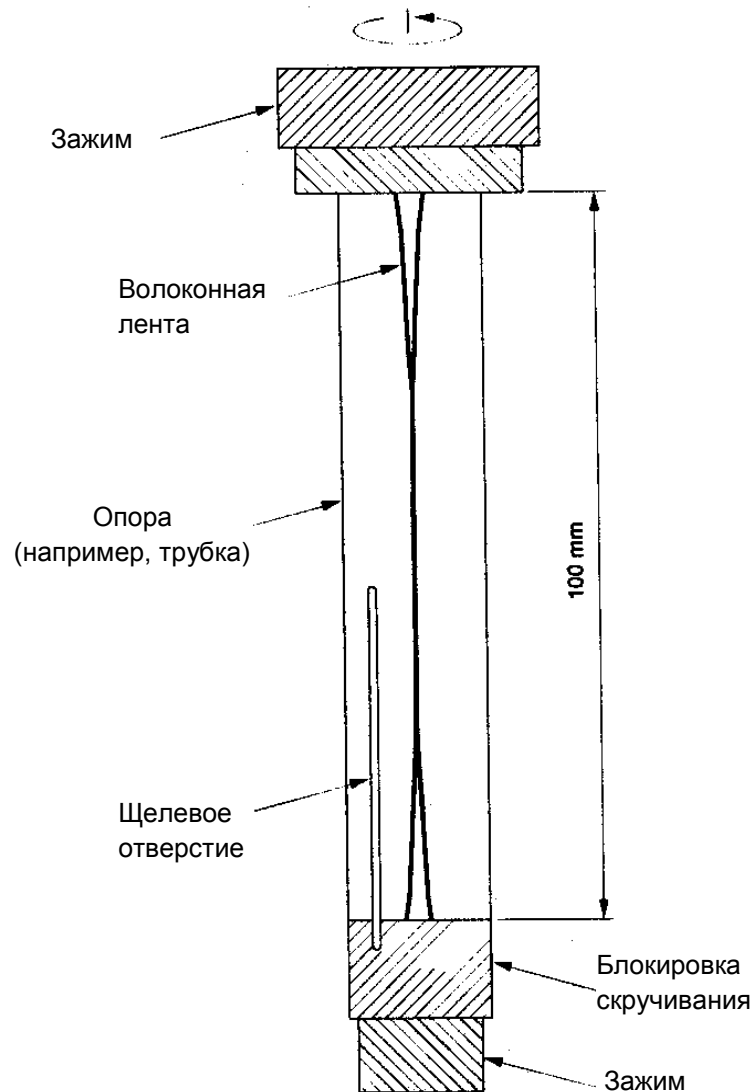 Зажим
Волоконная
лента
Опора
(например, трубка)
100 mm
Щелевое
отверстие
Блокировка
скручивания
Зажим